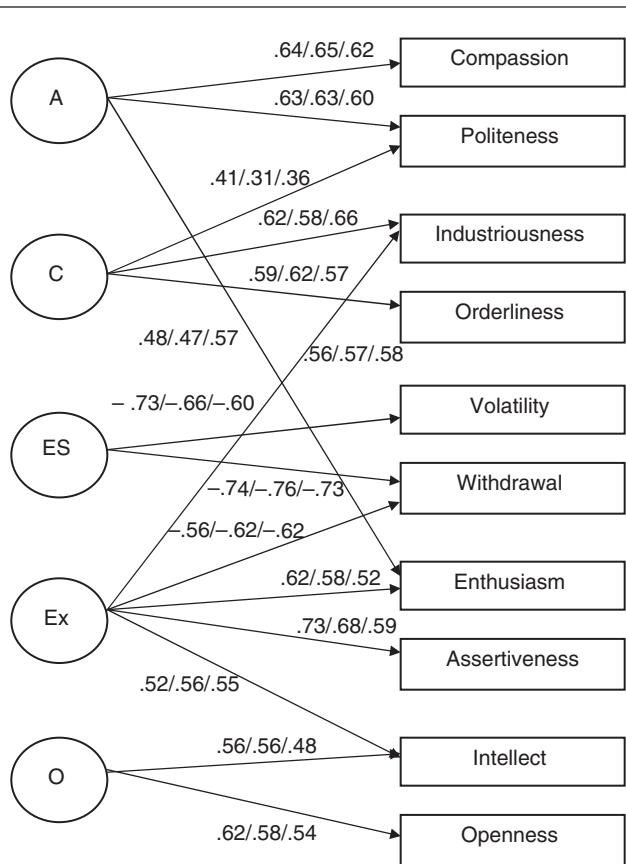 .64/.65/.62
Compassion
A
.63/.63/.60
Politeness
.41/.31/.36
.62/.58/.66
Industriousness
C
.59/.62/.57
Orderliness
.48/.47/.57
.56/.57/.58
– .73/–.66/–.60
Volatility
ES
Withdrawal
–.74/–.76/–.73
–.56/–.62/–.62
.62/.58/.52
Enthusiasm
Ex
.73/.68/.59
Assertiveness
.52/.56/.55
.56/.56/.48
Intellect
O
.62/.58/.54
Openness